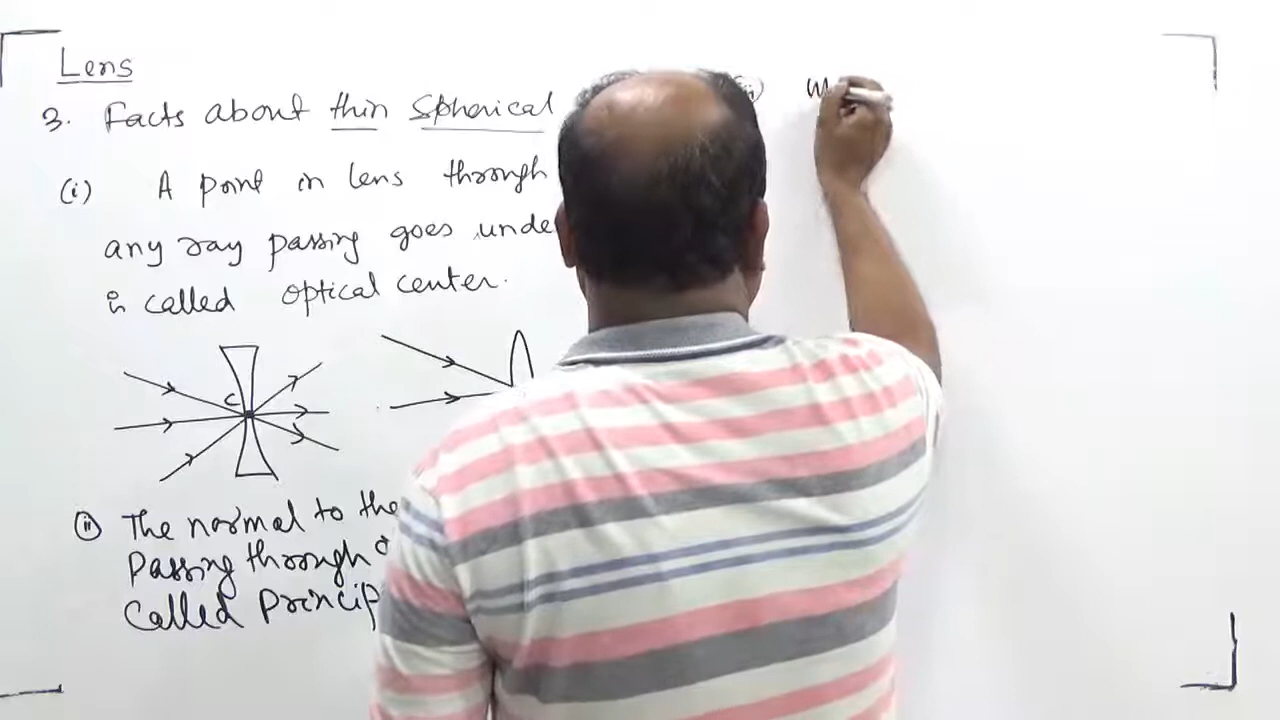 Lens
3. Facts about thin Spherical
(i) A point in lens through
any ray passing goes unde
is called optical center.
C
(ii) The normal to the
Passing through
Called Princip